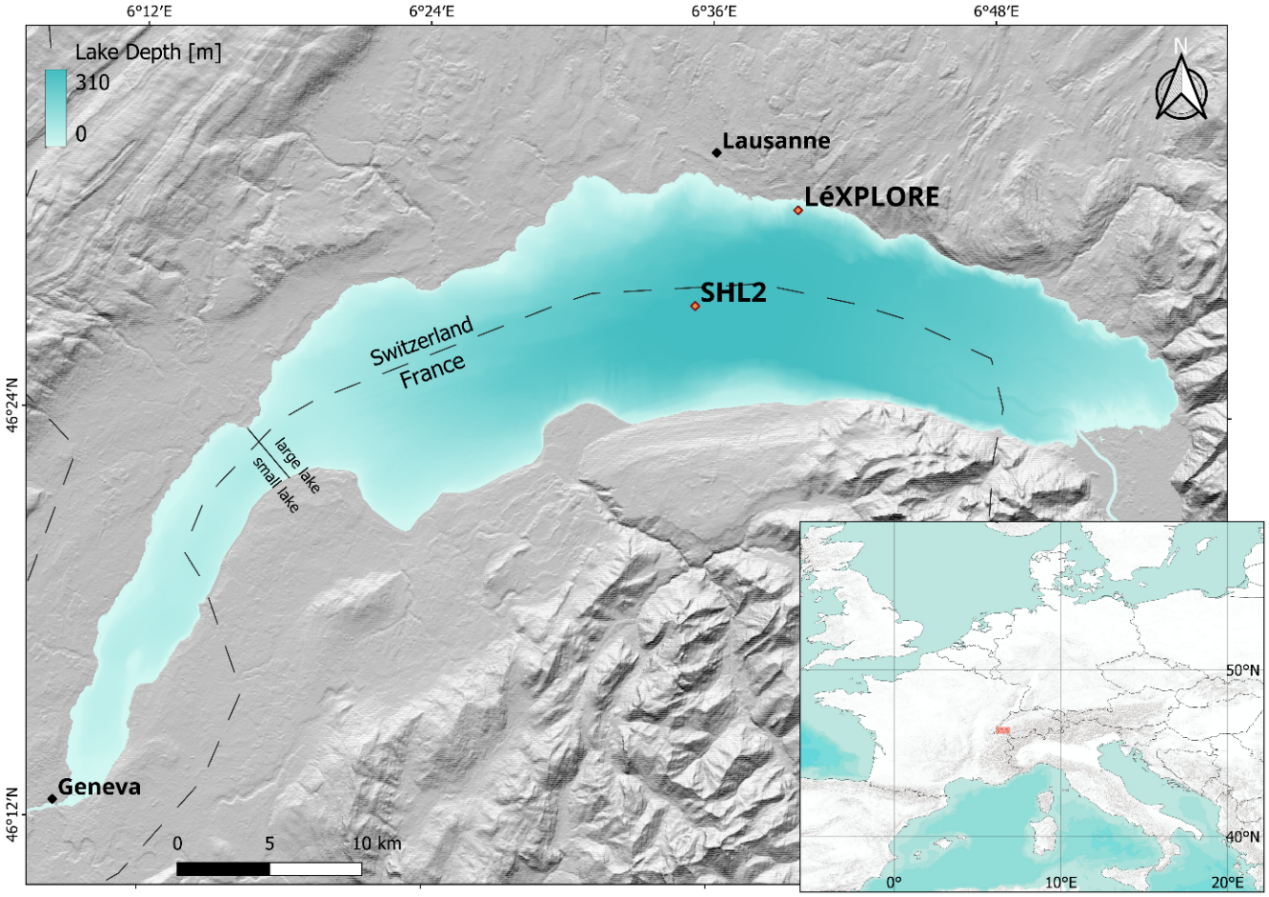 6°12′E 6°24′E 6°36′E 6°48′E
Lake Depth [m]
310
0
N
Lausanne
LéXPLORE
SHL2
Switzerland
France
46°24′N
large lake
small lake
Geneva
46°12′N
0 5 10 km
50°N
40°N
0° 10°E 20°E